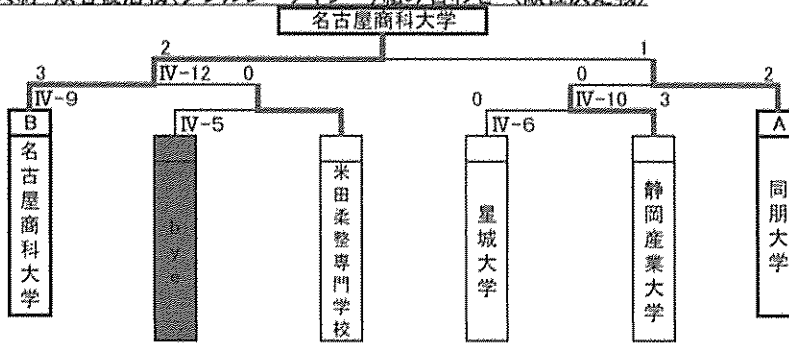 名古屋商科大学
2
1
3
Ⅳ-12
0
0
2
Ⅳ-9
0
Ⅳ-10
3
B
Ⅳ-5
Ⅳ-6
A
名古屋商科大学
bye
米田柔整専門学校
星城大学
静岡産業大学
同朋大学